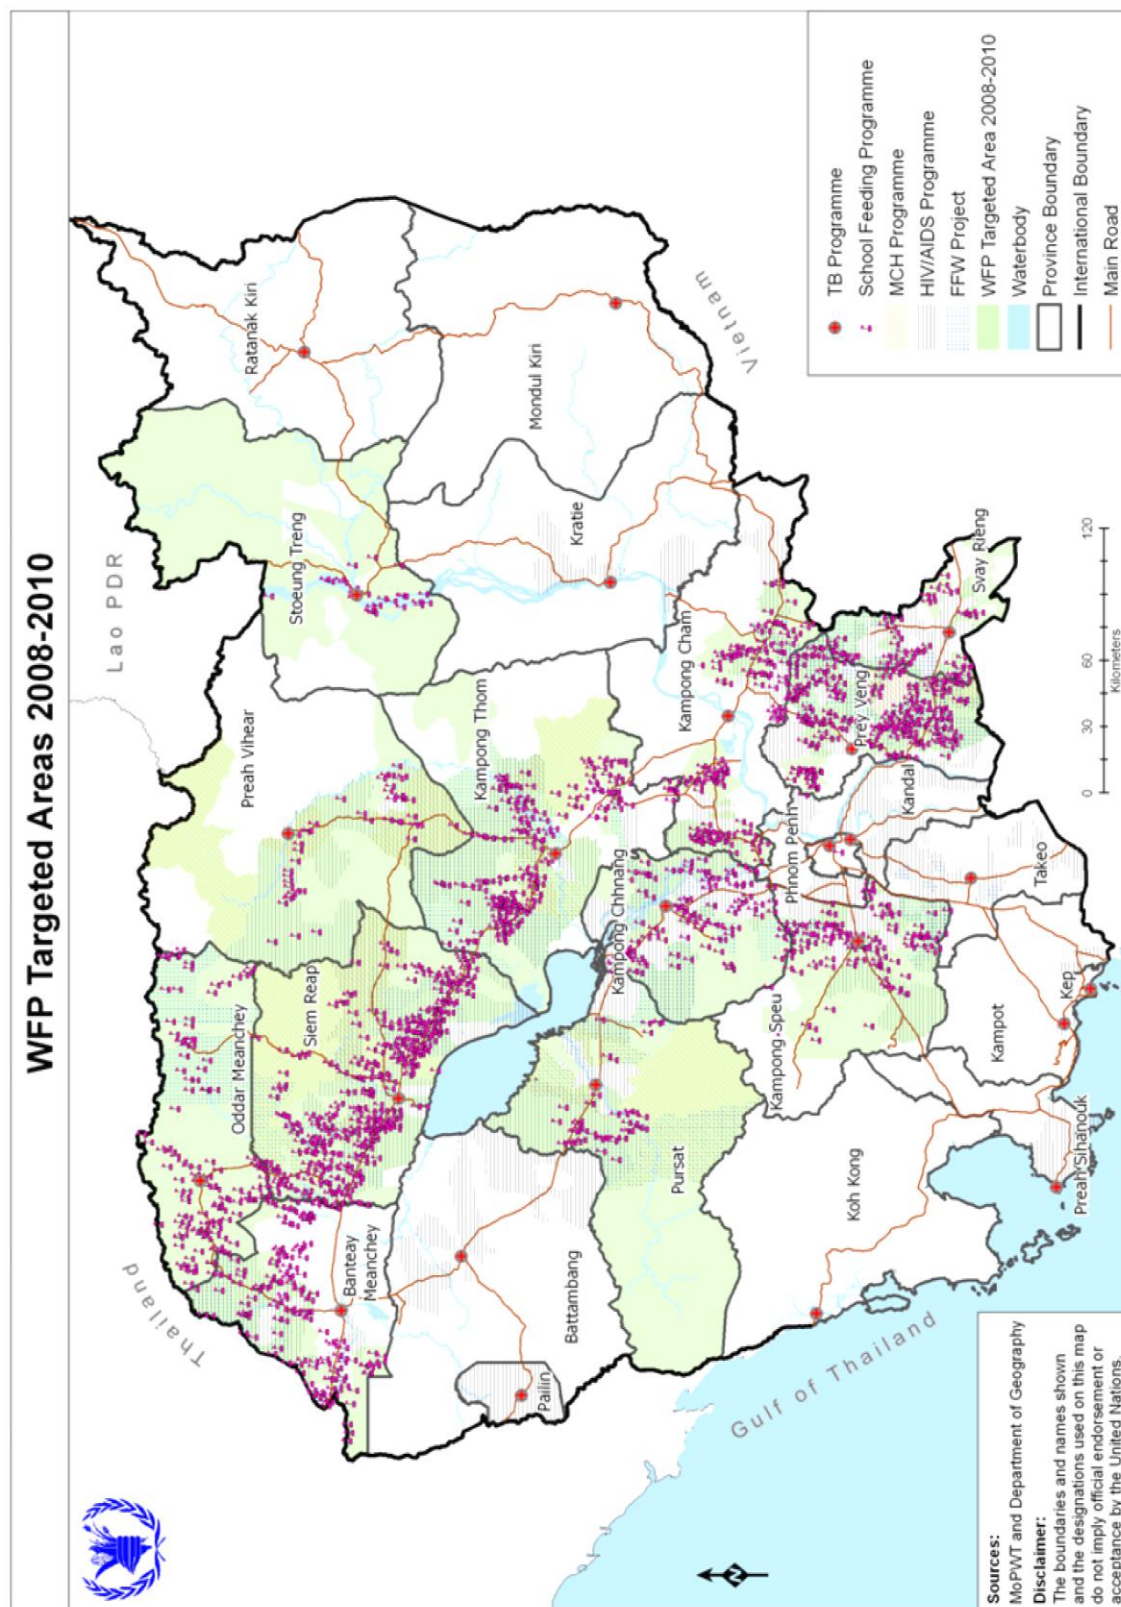 WFP Targeted Areas 2008-2010
Lao PDR
Thailand
Vietnam
Gulf of Thailand
Ratanak Kiri
Stoeung Treng
Preah Vihear
Oddar Meanchey
Siem Reap
Banteay
Meanchey
Mondul Kiri
Kratie
Kampong Thom
Battambang
Pailin
Pursat
Kampong Chhnang
Kampong Cham
Prey Veng
Svay Rieng
Kandal
Phnom Penh
Kampong Speu
Takeo
Koh Kong
Kampot
Kep
Preah Sihanouk
TB Programme
School Feeding Programme
MCH Programme
HIV/AIDS Programme
FFW Project
WFP Targeted Area 2008-2010
Waterbody
Province Boundary
International Boundary
Main Road
0 30 60 120
Kilometers
N
Sources:
MoPWT and Department of Geography
Disclaimer:
The boundaries and names shown
and the designations used on this map
do not imply official endorsement or
acceptance by the United Nations.